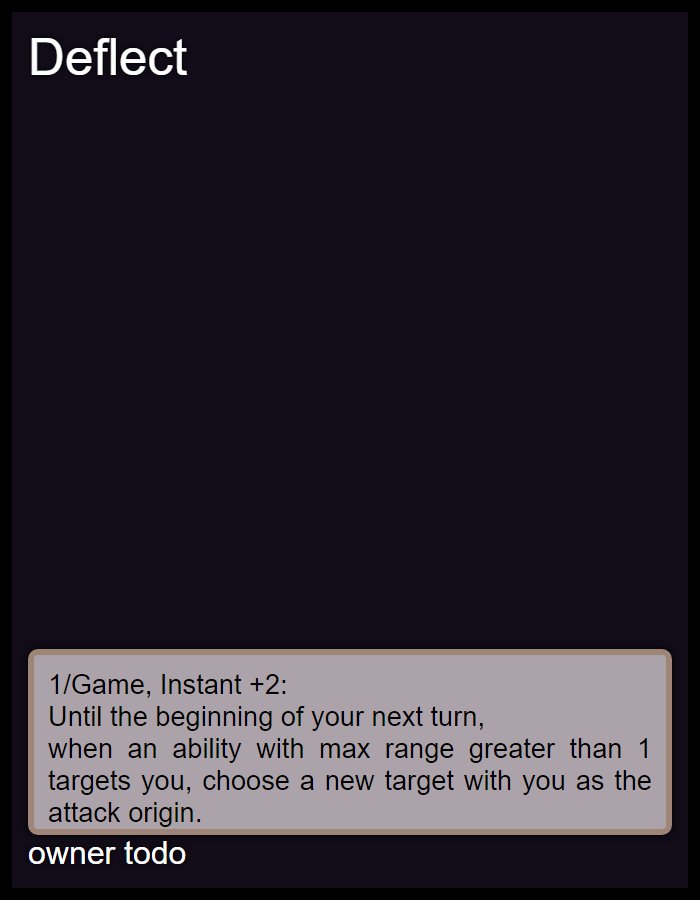 Deflect
1/Game, Instant +2:
Until the beginning of your next turn,
when an ability with max range greater than 1
targets you, choose a new target with you as the
attack origin.
owner todo